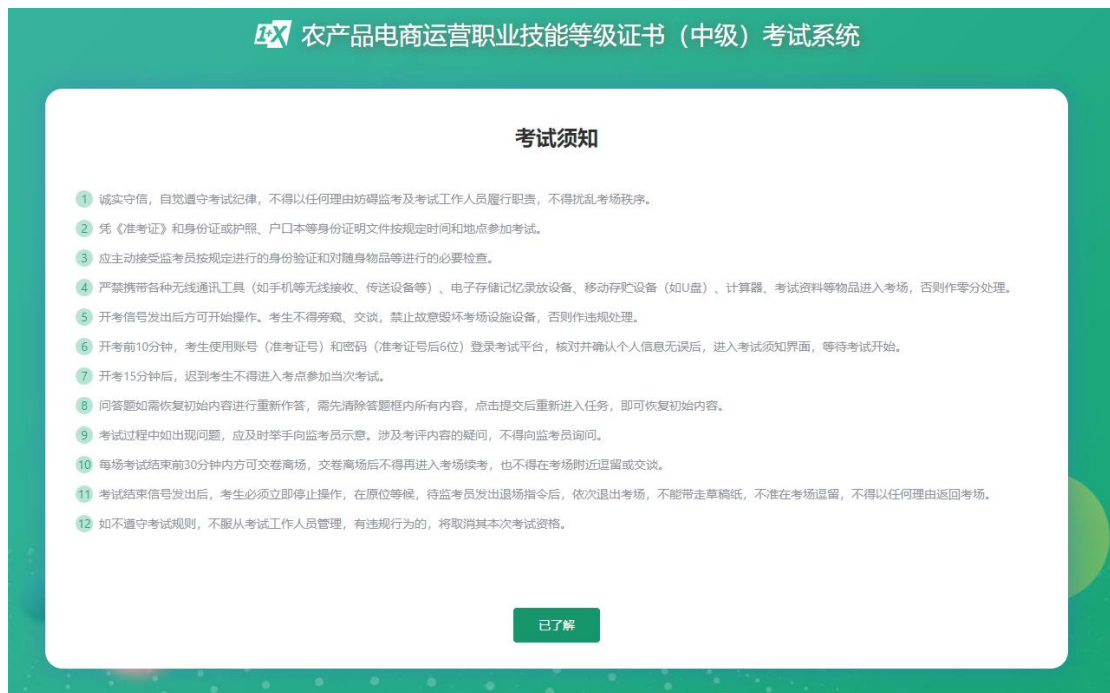 1+X 农产品电商运营职业技能等级证书（中级）考试系统
考试须知
1 诚实守信，自觉遵守考试纪律，不得以任何理由妨碍监考及考试工作人员履行职责，不得扰乱考场秩序。
2 凭《准考证》和身份证或护照、户口本等身份证明文件按规定时间和地点参加考试。
3 应主动接受监考员按规定进行的身份验证和对随身物品等进行的必要检查。
4 严禁携带各种无线通讯工具（如手机等无线接收、传送设备等）、电子存储记忆录放设备、移动存贮设备（如U盘）、计算器、考试资料等物品进入考场，否则作零分处理。
5 开考信号发出后方可开始操作。考生不得旁窥、交谈，禁止故意毁坏考场设施设备，否则作违规处理。
6 开考前10分钟，考生使用账号（准考证号）和密码（准考证号后6位）登录考试平台，核对并确认个人信息无误后，进入考试须知界面，等待考试开始。
7 开考15分钟后，迟到考生不得进入考点参加当次考试。
8 问答题如需恢复初始内容进行重新作答，需先清除答题框内所有内容，点击提交后重新进入任务，即可恢复初始内容。
9 考试过程中如出现问题，应及时举手向监考员示意。涉及考评内容的疑问，不得向监考员询问。
10 每场考试结束前30分钟内方可交卷离场，交卷离场后不得再进入考场续考，也不得在考场附近逗留或交谈。
11 考试结束信号发出后，考生必须立即停止操作，在原位等候，待监考员发出退场指令后，依次退出考场，不能带走草稿纸，不准在考场逗留，不得以任何理由返回考场。
12 如不遵守考试规则，不服从考试工作人员管理，有违规行为的，将取消其本次考试资格。
已了解